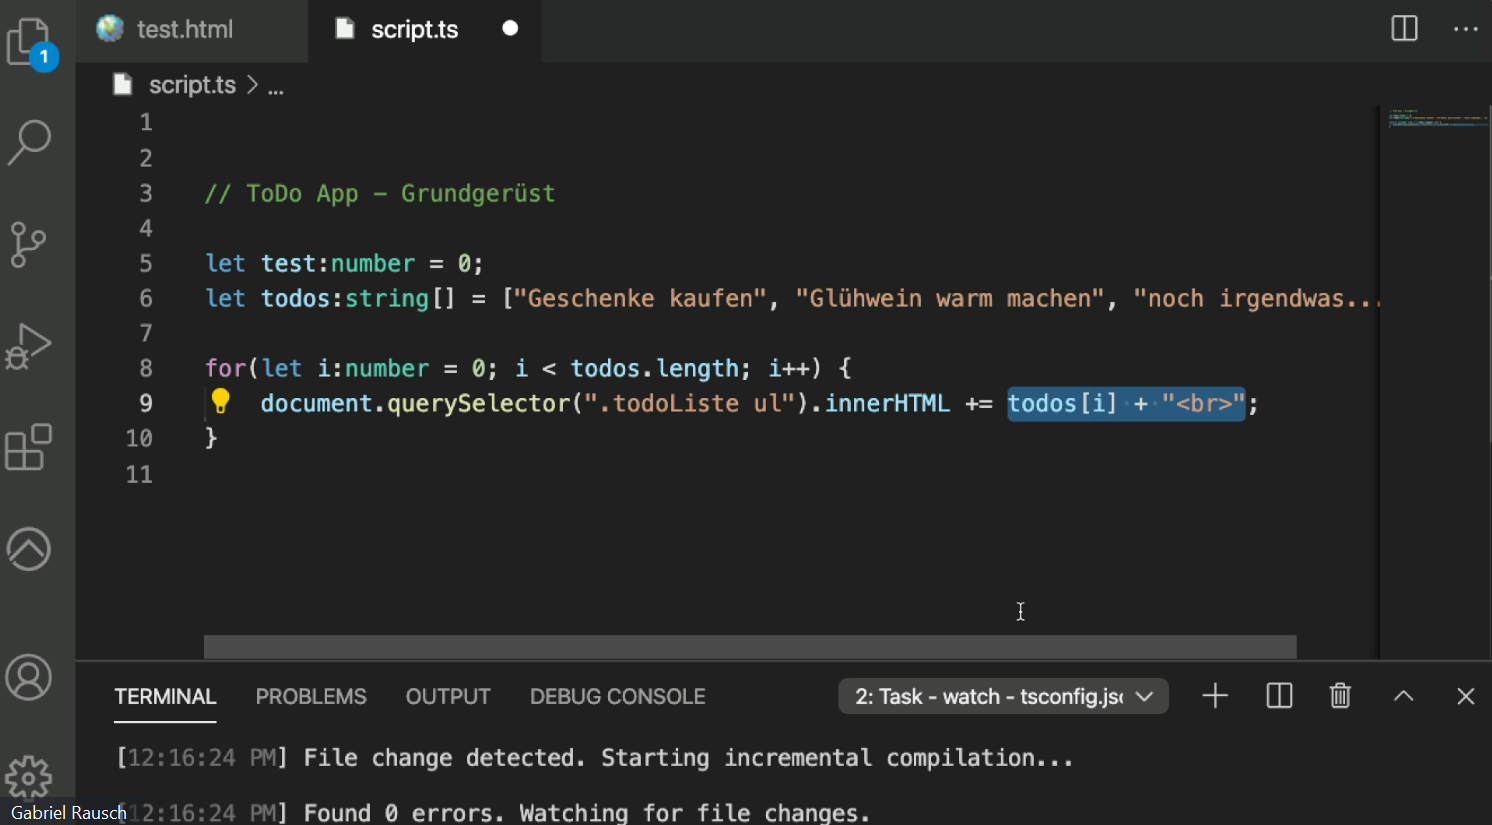 1
test.html
script.ts
script.ts > ...
1
2
3 // ToDo App – Grundgerüst
4
5 let test:number = 0;
6 let todos:string[] = ["Geschenke kaufen", "Glühwein warm machen", "noch irgendwas...
7
8 for(let i:number = 0; i < todos.length; i++) {
9 document.querySelector(".todoListe ul").innerHTML += todos[i] + "<br>";
10 }
11
TERMINAL PROBLEMS OUTPUT DEBUG CONSOLE 2: Task - watch - tsconfig.js
[12:16:24 PM] File change detected. Starting incremental compilation...
[12:16:24 PM] Found 0 errors. Watching for file changes.
Gabriel Rausch